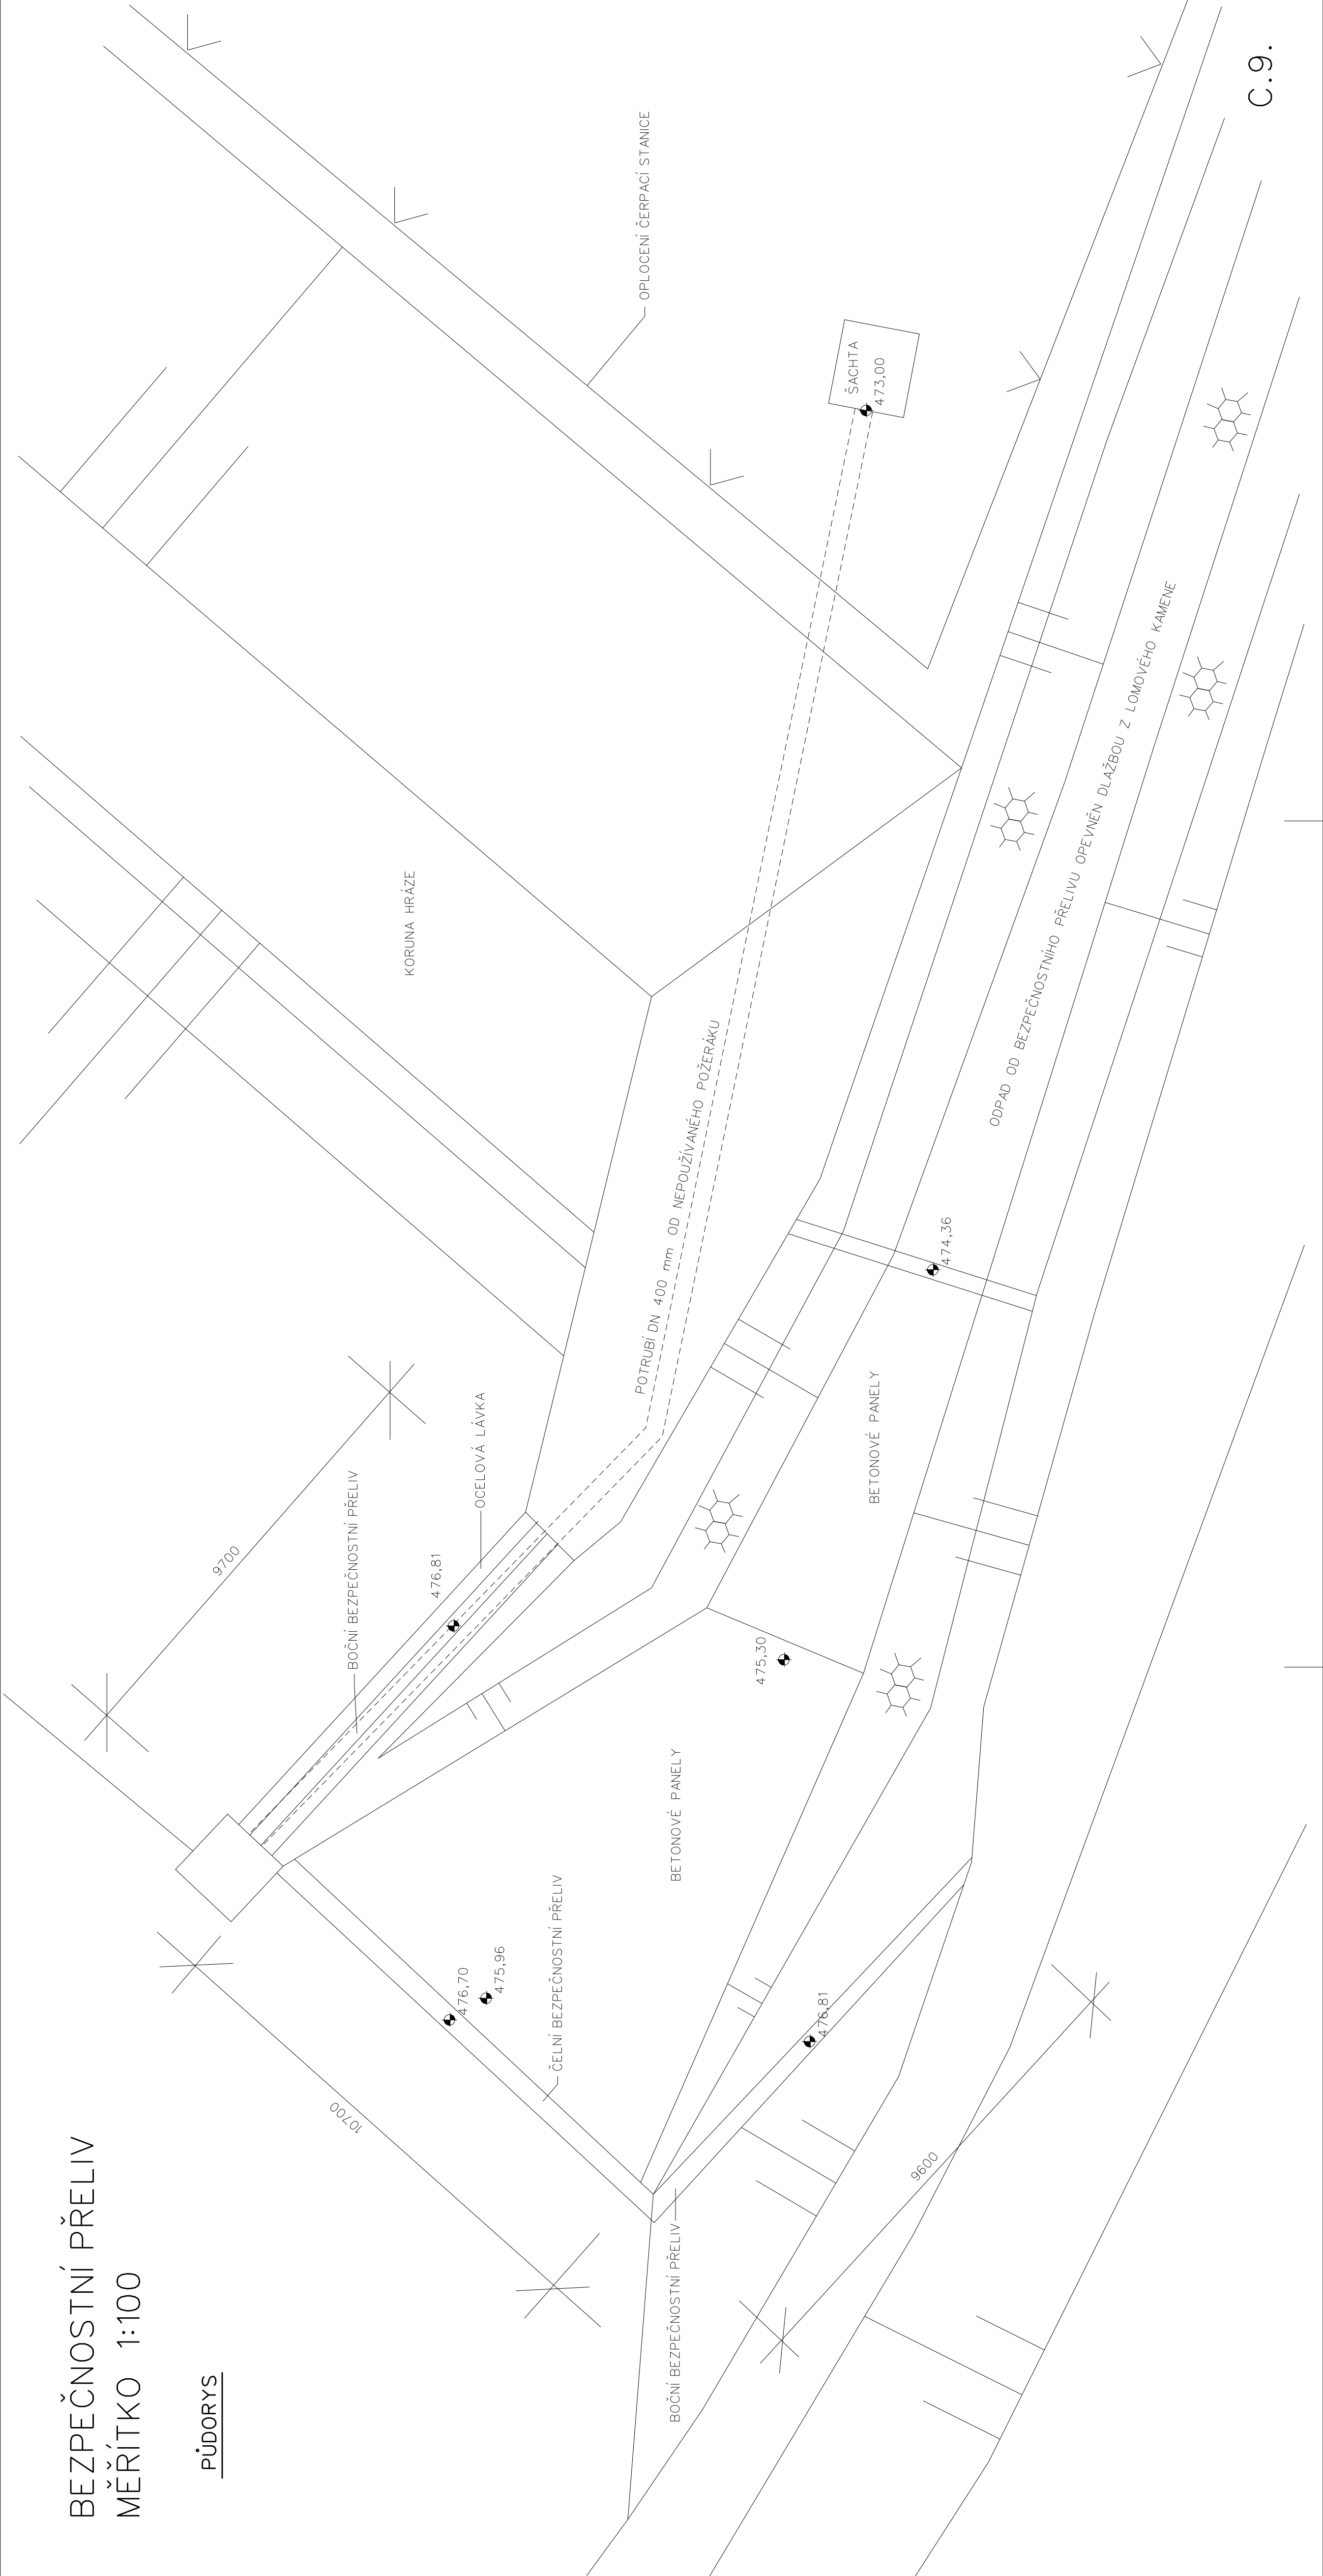 BEZPEČNOSTNÍ PŘELIV
MĚŘÍTKO 1:100
PŮDORYS
10700
9700
BOČNÍ BEZPEČNOSTNÍ PŘELIV
476,81
OCELOVÁ LÁVKA
KORUNA HRÁZE
476,70
475,96
ČELNÍ BEZPEČNOSTNÍ PŘELIV
OPLOCENÍ ČERPACÍ STANICE
POTRUBÍ DN 400 mm OD NEPOUŽÍVANÉHO POŽERÁKU
BOČNÍ BEZPEČNOSTNÍ PŘELIV
BETONOVÉ PANELY
475,30
476,81
BETONOVÉ PANELY
ŠACHTA
473,00
9600
474,36
ODPAD OD BEZPEČNOSTNÍHO PŘELIVU OPEVNĚN DLAŽBOU Z LOMOVÉHO KAMENE
C.9.